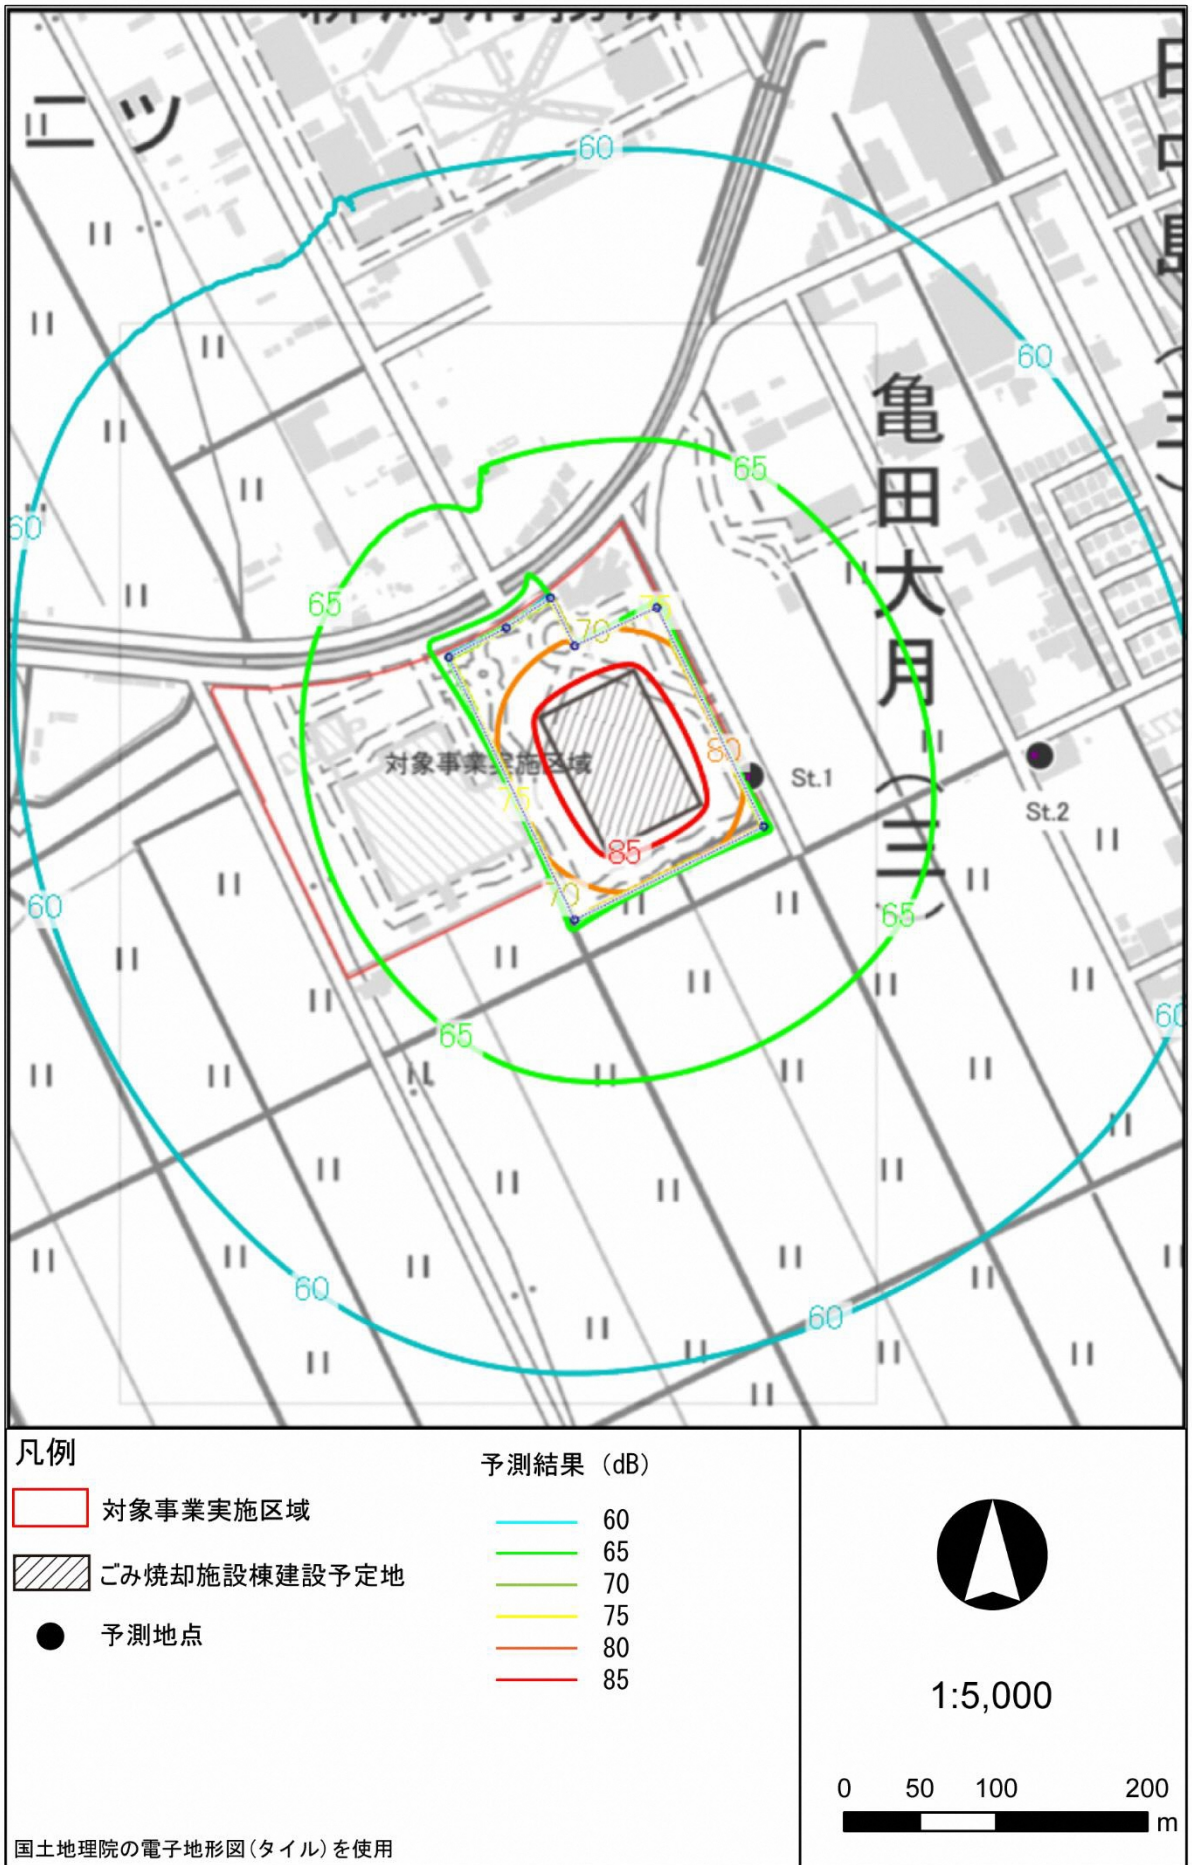 二ツ
60
60
60
60
60
60
60
65
65
65
65
70
70
75
75
80
85
亀田大月(三)
対象事業実施区域
St.1
St.2
凡例
対象事業実施区域
ごみ焼却施設棟建設予定地
予測地点
予測結果 (dB)
60
65
70
75
80
85
1:5,000
0 50 100 200
m
国土地理院の電子地形図(タイル)を使用